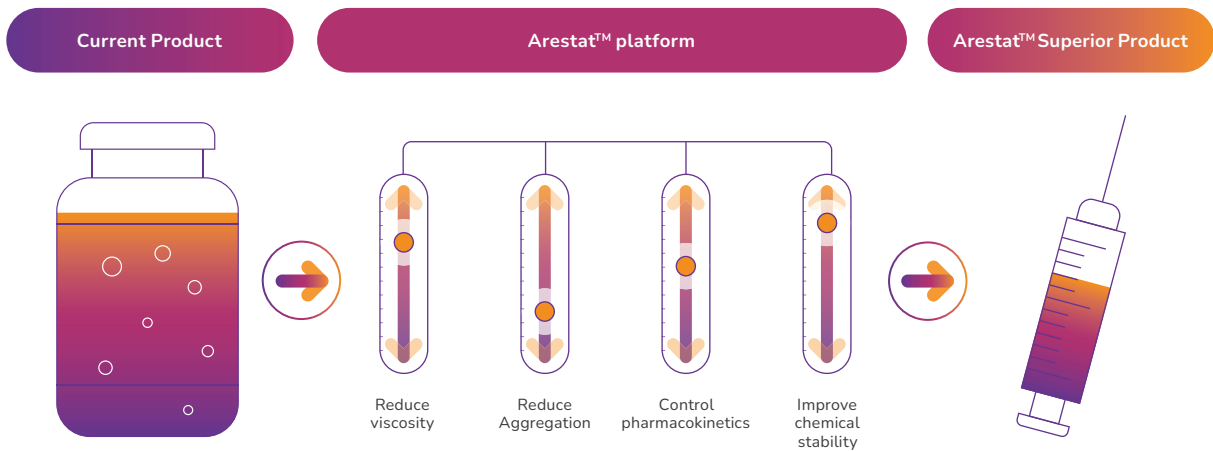 Current Product
Arestat™ platform
Arestat™ Superior Product
Reduce
viscosity
Reduce
Aggregation
Control
pharmacokinetics
Improve
chemical
stability